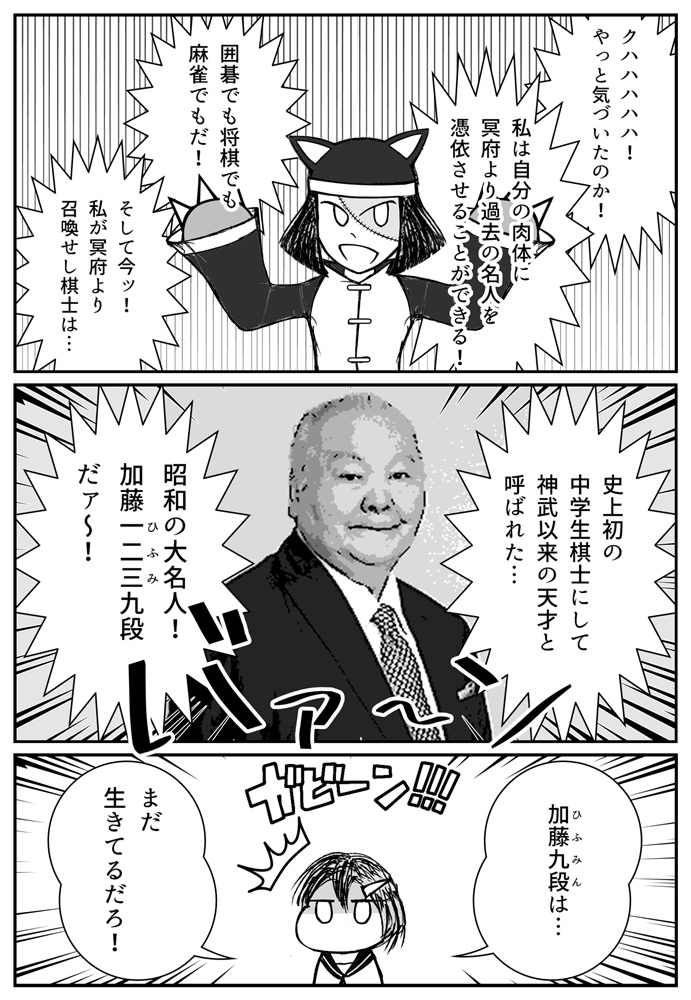 クハハハハハ！
やっと気づいたのか！
私は自分の肉体に
冥府より過去の名人を
憑依させることができる！
囲碁でも将棋でも
麻雀でもだ！
そして今ッ！
私が冥府より
召喚せし棋士は…
史上初の
中学生棋士にして
神武以来の天才と
呼ばれた…
昭和の大名人！
加藤一二三九段
ひふみ
だァ～！
バァ～ン
ガビーン!!!
加藤九段は…
ひふみん
まだ
生きてるだろ！